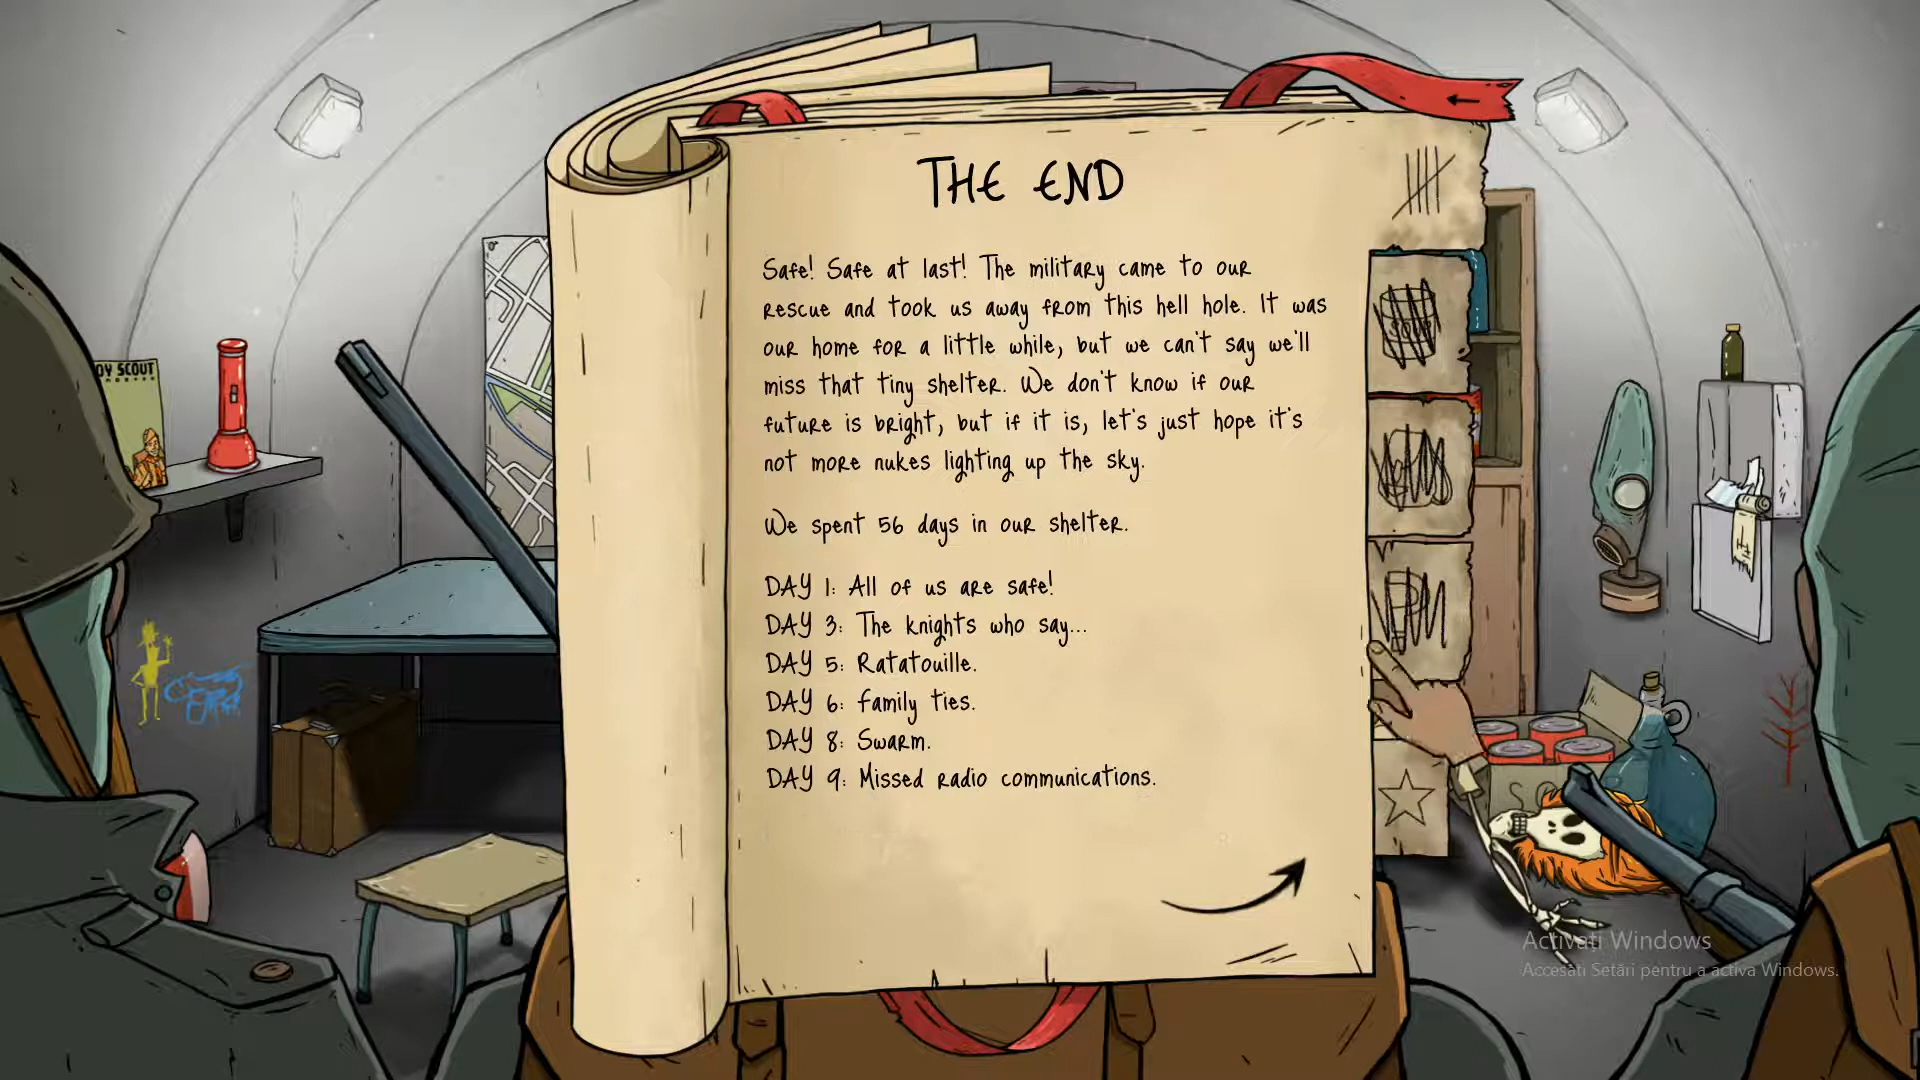 THE END
Safe! Safe at last! The military came to our
rescue and took us away from this hell hole. It was
our home for a little while, but we can't say we'll
miss that tiny shelter. We don't know if our
future is bright, but if it is, let's just hope it's
not more nukes lighting up the sky.
We spent 56 days in our shelter.
DAY 1: All of us are safe!
DAY 3: The knights who say...
DAY 5: Ratatouille.
DAY 6: Family ties.
DAY 8: Swarm.
DAY 9: Missed radio communications.
OY SCOUT
Activați Windows
Accesați Setări pentru a activa Windows.